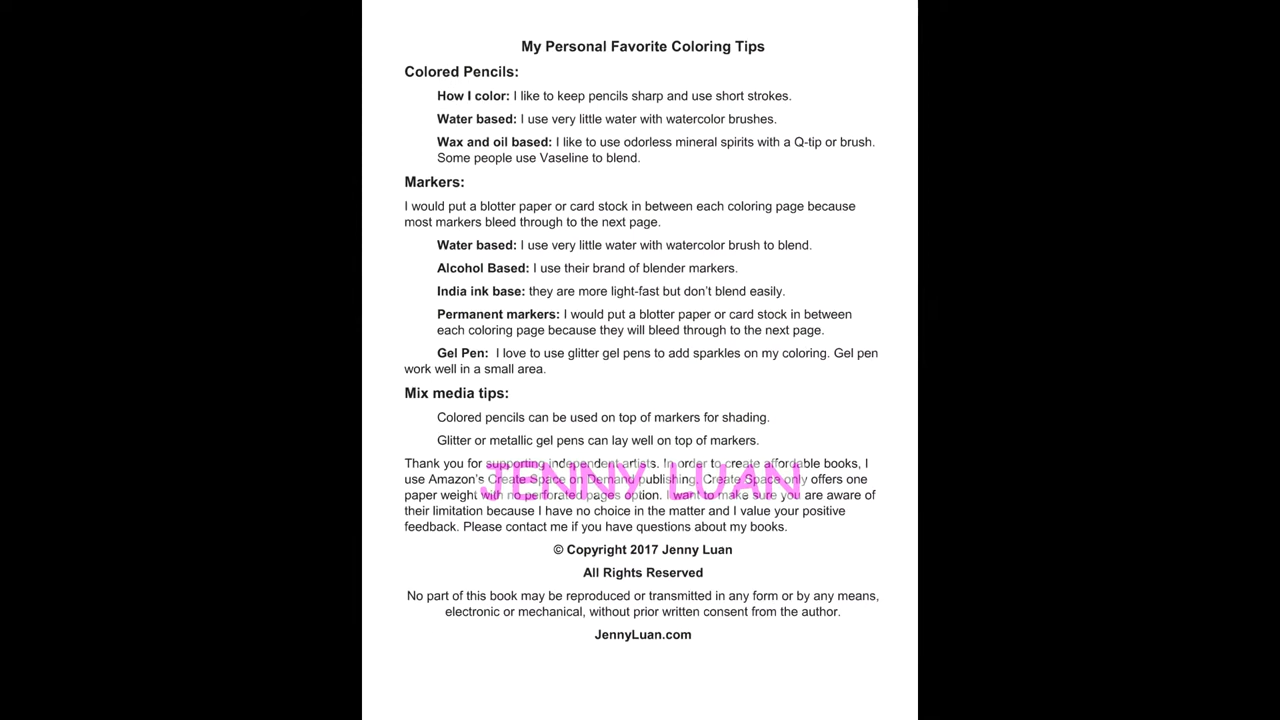 My Personal Favorite Coloring Tips
Colored Pencils:
How I color: I like to keep pencils sharp and use short strokes.
Water based: I use very little water with watercolor brushes.
Wax and oil based: I like to use odorless mineral spirits with a Q-tip or brush.
Some people use Vaseline to blend.
Markers:
I would put a blotter paper or card stock in between each coloring page because
most markers bleed through to the next page.
Water based: I use very little water with watercolor brush to blend.
Alcohol Based: I use their brand of blender markers.
India ink base: they are more light-fast but don't blend easily.
Permanent markers: I would put a blotter paper or card stock in between
each coloring page because they will bleed through to the next page.
Gel Pen: I love to use glitter gel pens to add sparkles on my coloring. Gel pen
work well in a small area.
Mix media tips:
Colored pencils can be used on top of markers for shading.
Glitter or metallic gel pens can lay well on top of markers.
Thank you for supporting independent artists. In order to create affordable books, I
use Amazon's Create Space on Demand publishing. Create Space only offers one
paper weight with no perforated pages option. I want to make sure you are aware of
their limitation because I have no choice in the matter and I value your positive
feedback. Please contact me if you have questions about my books.
JENNY LUAN
© Copyright 2017 Jenny Luan
All Rights Reserved
No part of this book may be reproduced or transmitted in any form or by any means,
electronic or mechanical, without prior written consent from the author.
JennyLuan.com